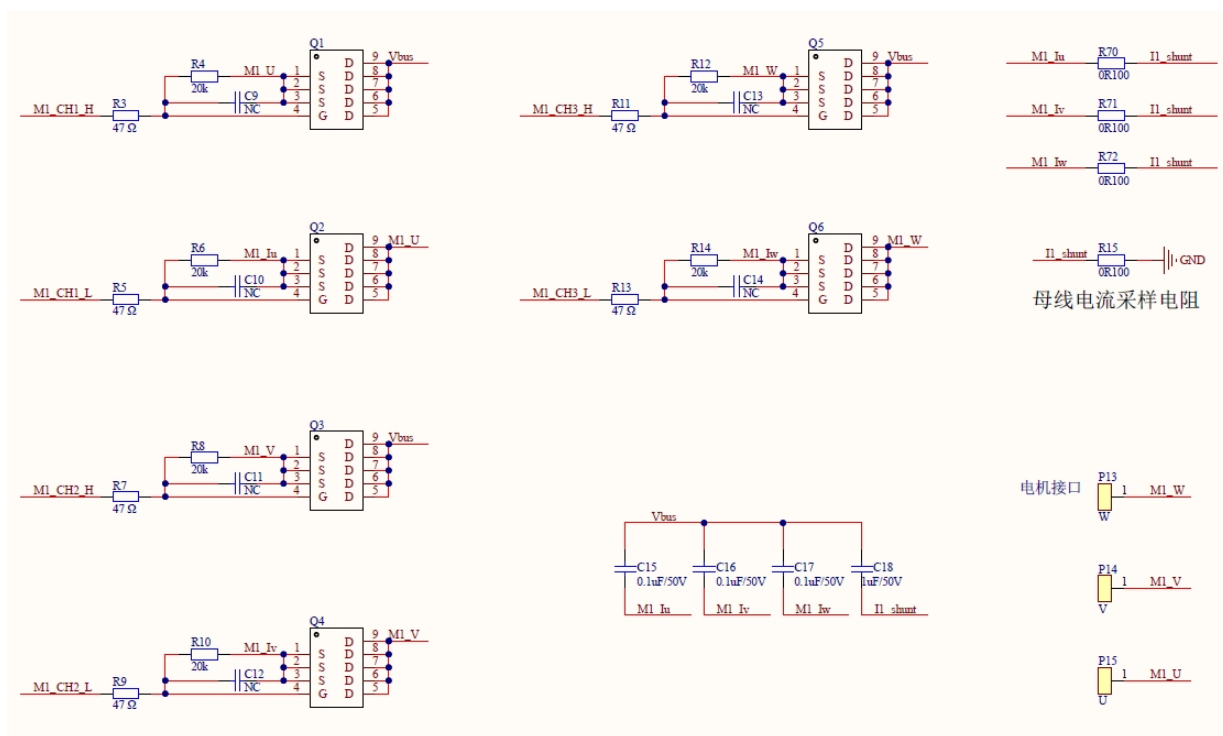 Q1
R4
M1_U
20k
C9
NC
M1_CH1_H
R3
47 Ω
1
2
3
4
S
S
S
G
D
D
D
D
D
9
8
7
6
5
Vbus
Q5
R12
M1_W
20k
C13
NC
M1_CH3_H
R11
47 Ω
1
2
3
4
S
S
S
G
D
D
D
D
D
9
8
7
6
5
Vbus
M1_Iu
R70
0R100
I1_shunt
M1_Iv
R71
0R100
I1_shunt
M1_Iw
R72
0R100
I1_shunt
Q2
R6
M1_Iu
20k
C10
NC
M1_CH1_L
R5
47 Ω
1
2
3
4
S
S
S
G
D
D
D
D
D
9
8
7
6
5
M1_U
Q6
R14
M1_Iw
20k
C14
NC
M1_CH3_L
R13
47 Ω
1
2
3
4
S
S
S
G
D
D
D
D
D
9
8
7
6
5
M1_W
I1_shunt
R15
0R100
GND
母线电流采样电阻
Q3
R8
M1_V
20k
C11
NC
M1_CH2_H
R7
47 Ω
1
2
3
4
S
S
S
G
D
D
D
D
D
9
8
7
6
5
Vbus
Vbus
C15
0.1uF/50V
M1_Iu
C16
0.1uF/50V
M1_Iv
C17
0.1uF/50V
M1_Iw
C18
1uF/50V
I1_shunt
电机接口
P13
1
M1_W
W
P14
1
M1_V
V
P15
1
M1_U
U
Q4
R10
M1_Iv
20k
C12
NC
M1_CH2_L
R9
47 Ω
1
2
3
4
S
S
S
G
D
D
D
D
D
9
8
7
6
5
M1_V